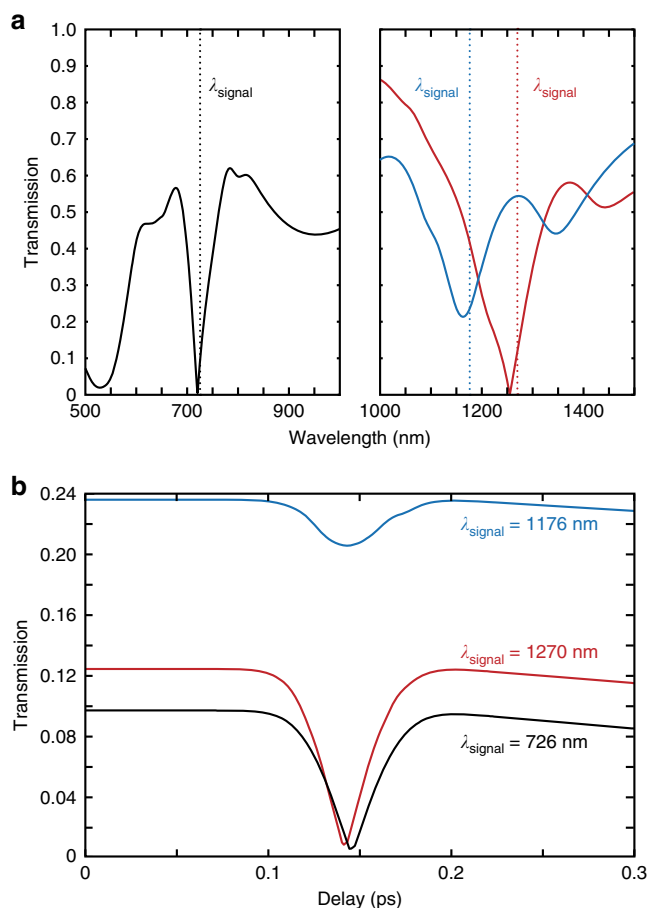 a
1.0
0.9
0.8
0.7
0.6
0.5
0.4
0.3
0.2
0.1
0
Transmission
λsignal
λsignal
λsignal
500 700 900 1000 1200 1400
Wavelength (nm)
b
0.24
0.20
0.16
0.12
0.08
0.04
0
Transmission
λsignal = 1176 nm
λsignal = 1270 nm
λsignal = 726 nm
0 0.1 0.2 0.3
Delay (ps)